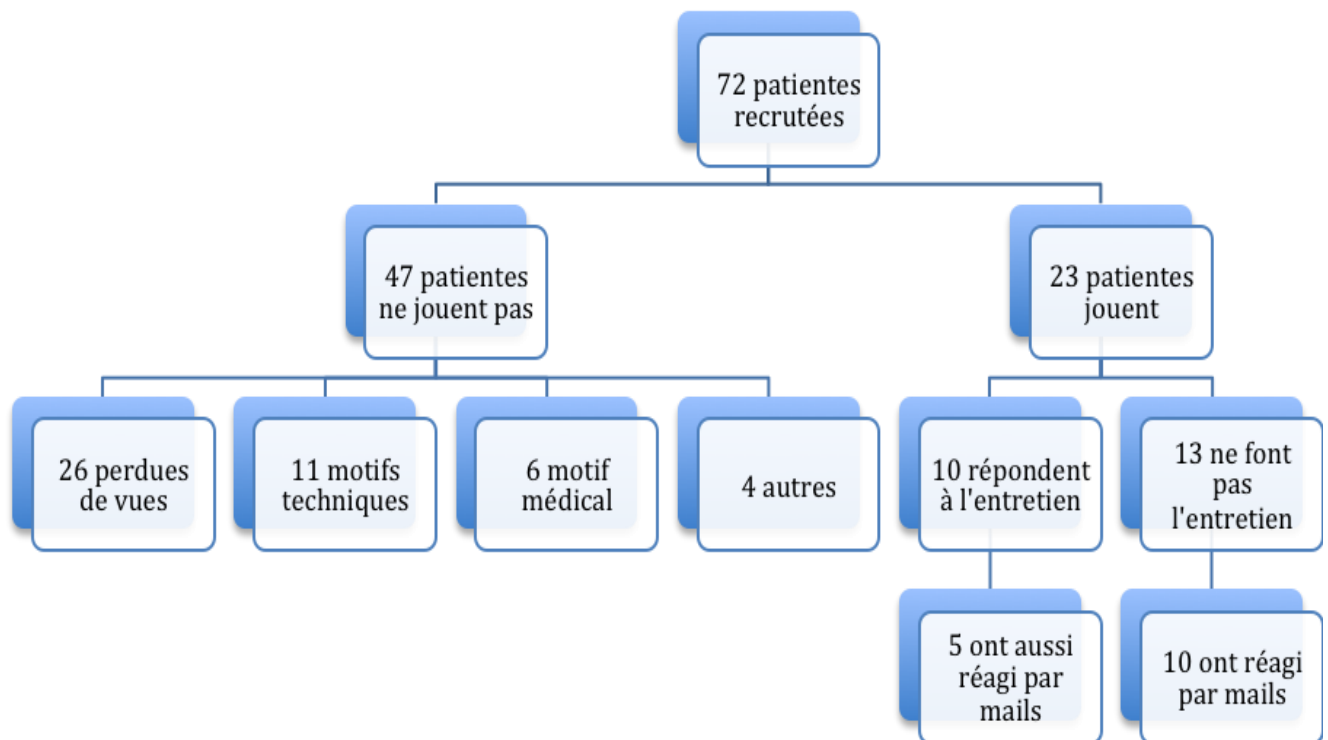 72 patientes
recrutées
47 patientes
ne jouent pas
23 patientes
jouent
26 perdues
de vues
11 motifs
techniques
6 motif
médical
4 autres
10 répondent
à l'entretien
13 ne font
pas
l'entretien
5 ont aussi
réagi par
mails
10 ont réagi
par mails